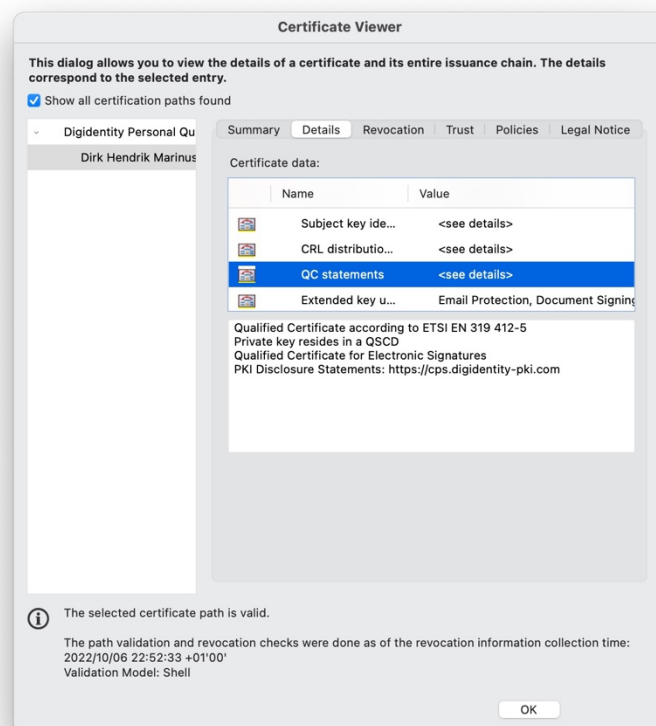 Certificate Viewer
This dialog allows you to view the details of a certificate and its entire issuance chain. The details
correspond to the selected entry.
Show all certification paths found
Digidentity Personal Qu
Dirk Hendrik Marinus
Summary Details Revocation Trust Policies Legal Notice
Certificate data:
Name Value
Subject key ide... <see details>
CRL distributio... <see details>
QC statements <see details>
Extended key u... Email Protection, Document Signing
Qualified Certificate according to ETSI EN 319 412-5
Private key resides in a QSCD
Qualified Certificate for Electronic Signatures
PKI Disclosure Statements: https://cps.digidentity-pki.com
The selected certificate path is valid.
The path validation and revocation checks were done as of the revocation information collection time:
2022/10/06 22:52:33 +01'00'
Validation Model: Shell
OK